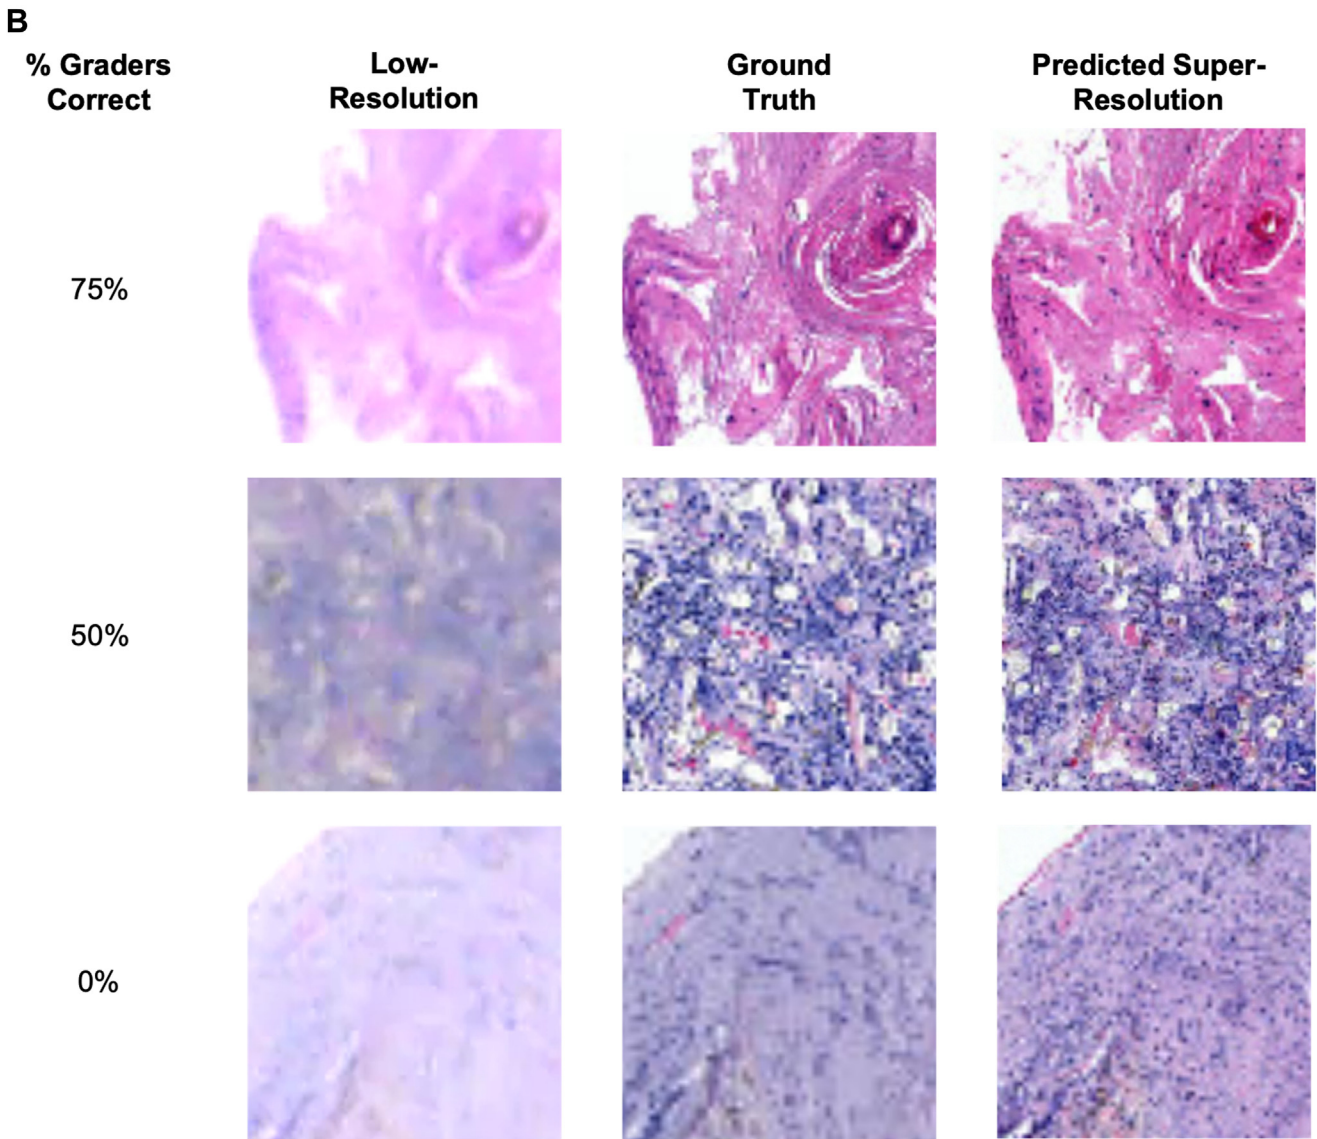 B
% Graders
Correct
Low-
Resolution
Ground
Truth
Predicted Super-
Resolution
75%
50%
0%